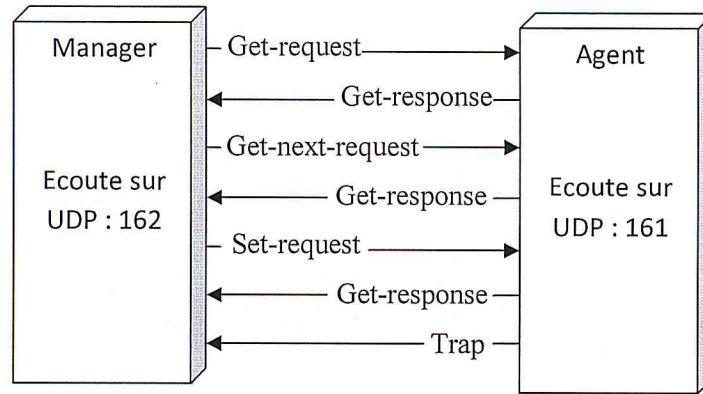 Manager
Get-request
Agent
Get-response
Get-next-request
Ecoute sur
UDP : 162
Get-response
Ecoute sur
UDP : 161
Set-request
Get-response
Trap